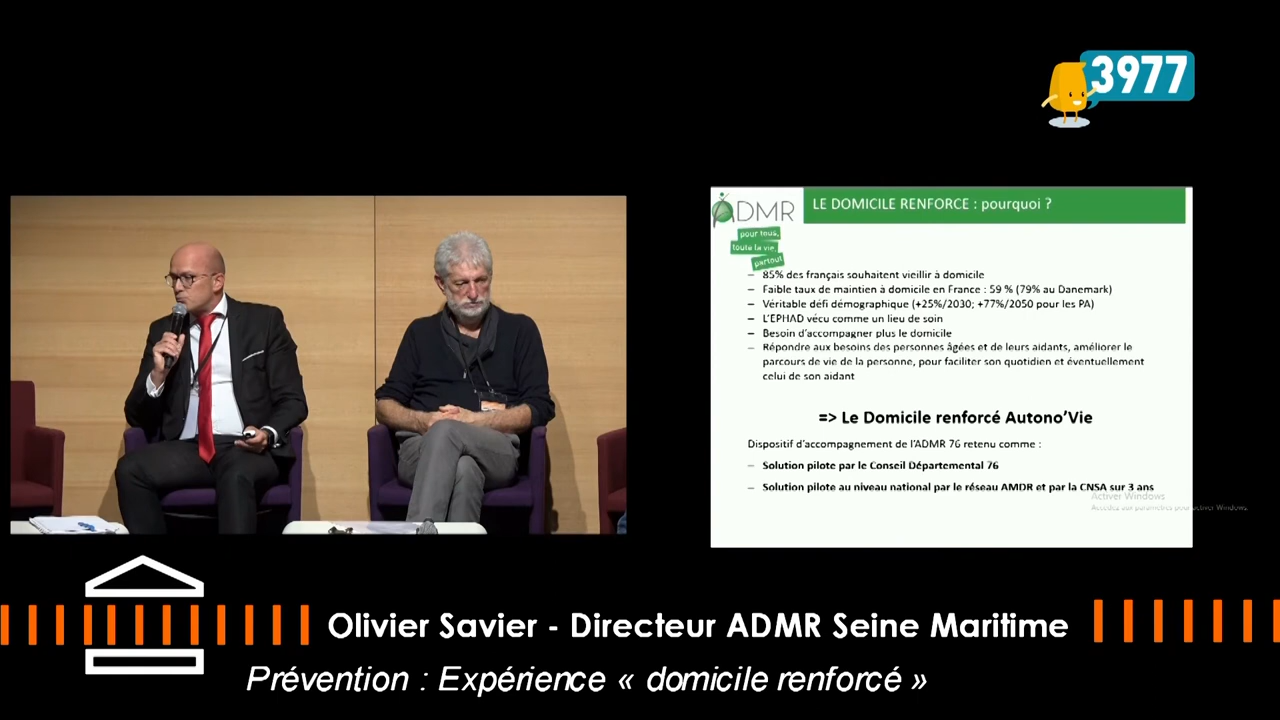 3977
ADMR
pour tous,
toute la vie,
partout
LE DOMICILE RENFORCE : pourquoi ?
– 85% des français souhaitent vieillir à domicile
– Faible taux de maintien à domicile en France : 59 % (79% au Danemark)
– Véritable défi démographique (+25%/2030; +77%/2050 pour les PA)
– L'EPHAD vécu comme un lieu de soin
– Besoin d'accompagner plus le domicile
– Répondre aux besoins des personnes âgées et de leurs aidants, améliorer le
parcours de vie de la personne, pour faciliter son quotidien et éventuellement
celui de son aidant
=> Le Domicile renforcé Autono'Vie
Dispositif d'accompagnement de l'ADMR 76 retenu comme :
– Solution pilote par le Conseil Départemental 76
– Solution pilote au niveau national par le réseau AMDR et par la CNSA sur 3 ans
Activer Windows
Accédez aux paramètres pour activer Windows.
Olivier Savier - Directeur ADMR Seine Maritime
Prévention : Expérience « domicile renforcé »